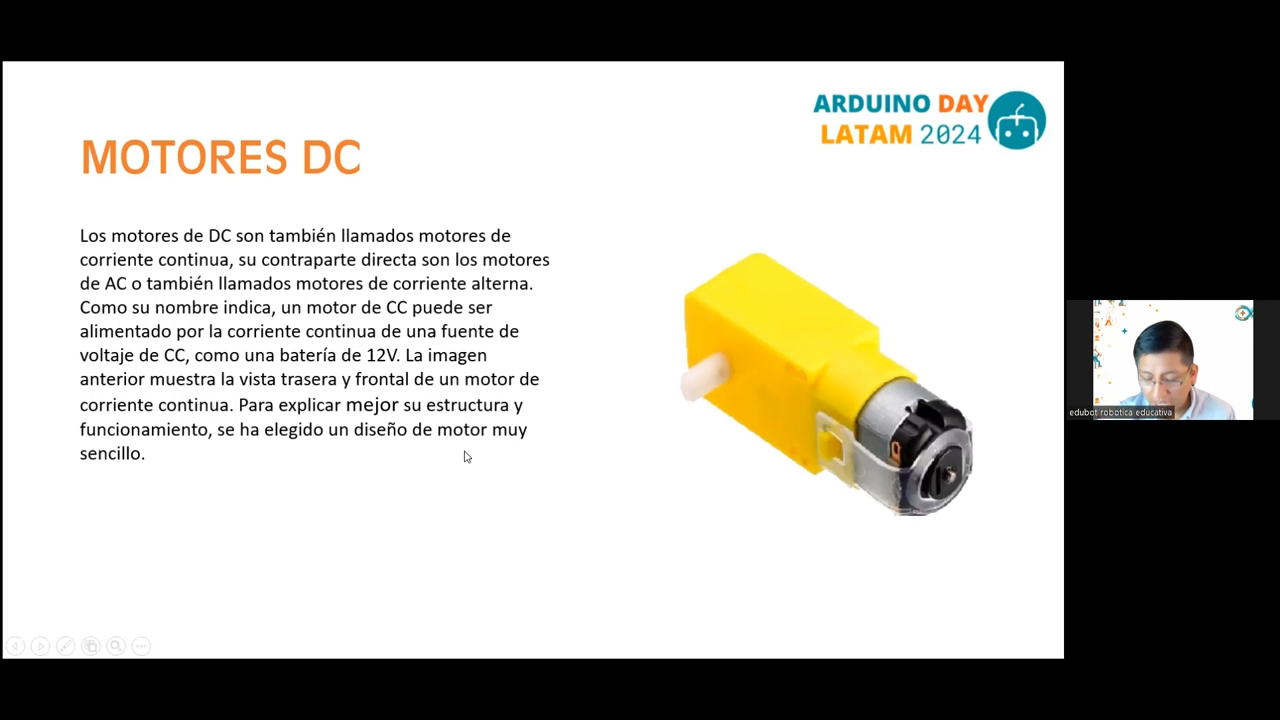 ARDUINO DAY
LATAM 2024
MOTORES DC
Los motores de DC son también llamados motores de
corriente continua, su contraparte directa son los motores
de AC o también llamados motores de corriente alterna.
Como su nombre indica, un motor de CC puede ser
alimentado por la corriente continua de una fuente de
voltaje de CC, como una batería de 12V. La imagen
anterior muestra la vista trasera y frontal de un motor de
corriente continua. Para explicar mejor su estructura y
funcionamiento, se ha elegido un diseño de motor muy
sencillo.
edubot robotica educativa